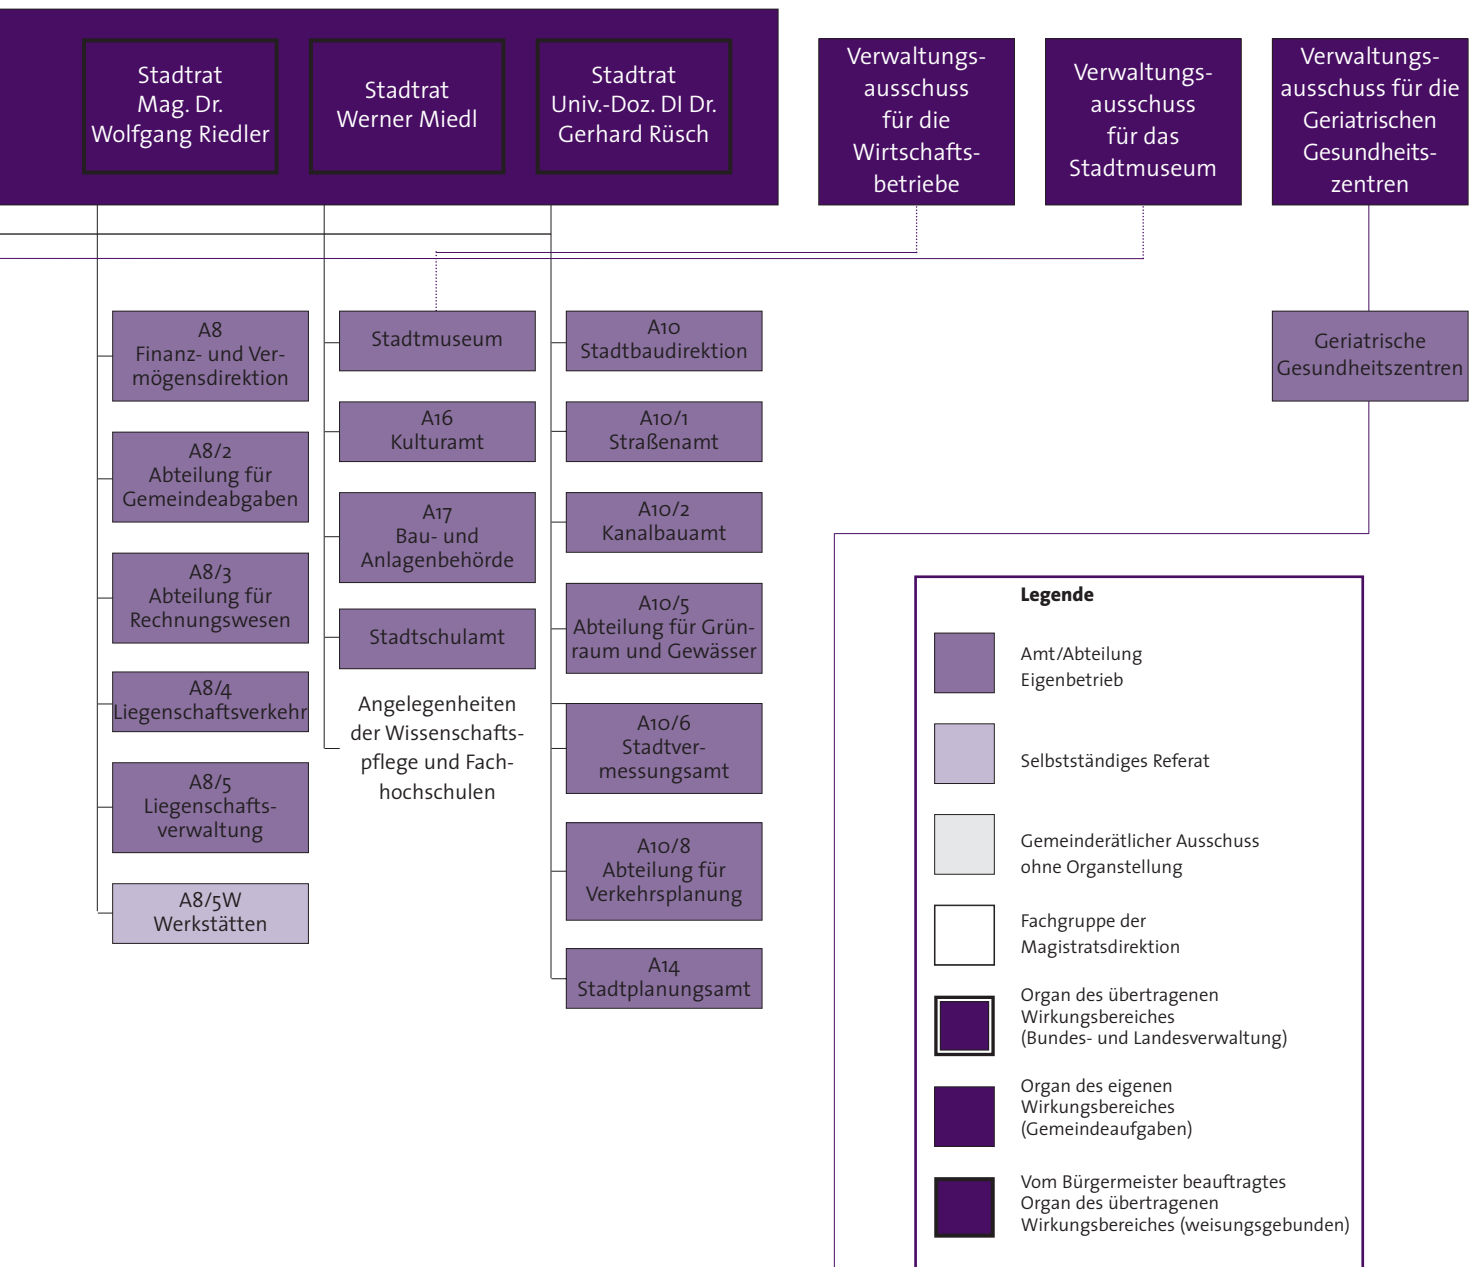 Stadtrat
Mag. Dr.
Wolfgang Riedler
Stadtrat
Werner Miedl
Stadtrat
Univ.-Doz. DI Dr.
Gerhard Rüsch
Verwaltungs-
ausschuss
für die
Wirtschafts-
betriebe
Verwaltungs-
ausschuss
für das
Stadtmuseum
Verwaltungs-
ausschuss für die
Geriatrischen
Gesundheits-
zentren
A8
Finanz- und Ver-
mögensdirektion
A8/2
Abteilung für
Gemeindeabgaben
A8/3
Abteilung für
Rechnungswesen
A8/4
Liegenschaftsverkehr
A8/5
Liegenschafts-
verwaltung
A8/5W
Werkstätten
Stadtmuseum
A16
Kulturamt
A17
Bau- und
Anlagenbehörde
Stadtschulamt
Angelegenheiten
der Wissenschafts-
pflege und Fach-
hochschulen
A10
Stadtbaudirektion
A10/1
Straßenamt
A10/2
Kanalbauamt
A10/5
Abteilung für Grün-
raum und Gewässer
A10/6
Stadtver-
messungsamt
A10/8
Abteilung für
Verkehrsplanung
A14
Stadtplanungsamt
Geriatrische
Gesundheitszentren
Legende
Amt/Abteilung
Eigenbetrieb
Selbstständiges Referat
Gemeinderätlicher Ausschuss
ohne Organstellung
Fachgruppe der
Magistratsdirektion
Organ des übertragenen
Wirkungsbereiches
(Bundes- und Landesverwaltung)
Organ des eigenen
Wirkungsbereiches
(Gemeindeaufgaben)
Vom Bürgermeister beauftragtes
Organ des übertragenen
Wirkungsbereiches (weisungsgebunden)